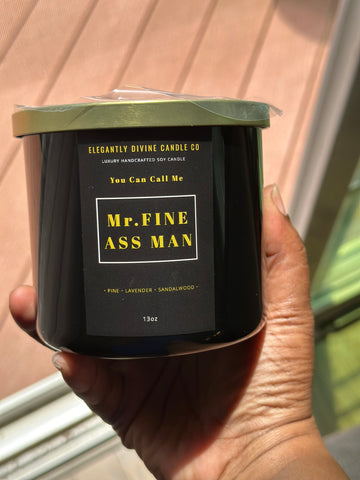 ELEGANTLY DIVINE CANDLE CO
LUXURY HANDCRAFTED SOY CANDLE
You Can Call Me
Mr.FINE
ASS MAN
• PINE • LAVENDER • SANDALWOOD •
13oz